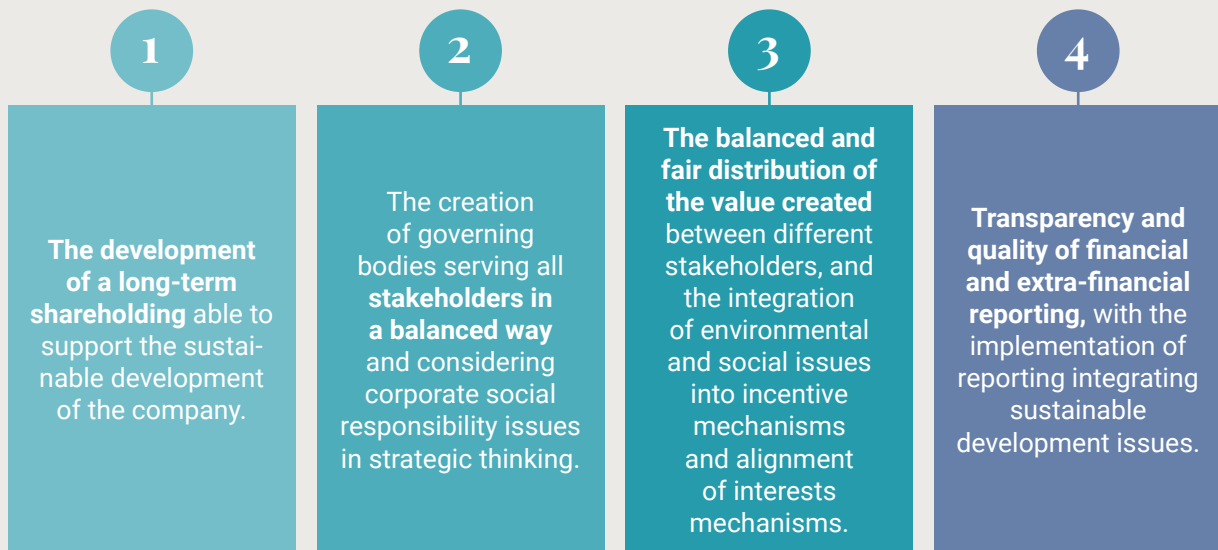 1
The development
of a long-term
shareholding able to
support the sustai-
nable development
of the company.
2
The creation
of governing
bodies serving all
stakeholders in
a balanced way
and considering
corporate social
responsibility issues
in strategic thinking.
3
The balanced and
fair distribution of
the value created
between different
stakeholders, and
the integration
of environmental
and social issues
into incentive
mechanisms
and alignment
of interests
mechanisms.
4
Transparency and
quality of financial
and extra-financial
reporting, with the
implementation of
reporting integrating
sustainable
development issues.